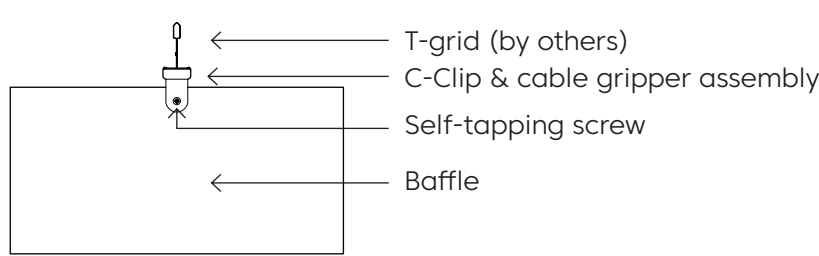 T-grid (by others)
C-Clip & cable gripper assembly
Self-tapping screw
Baffle